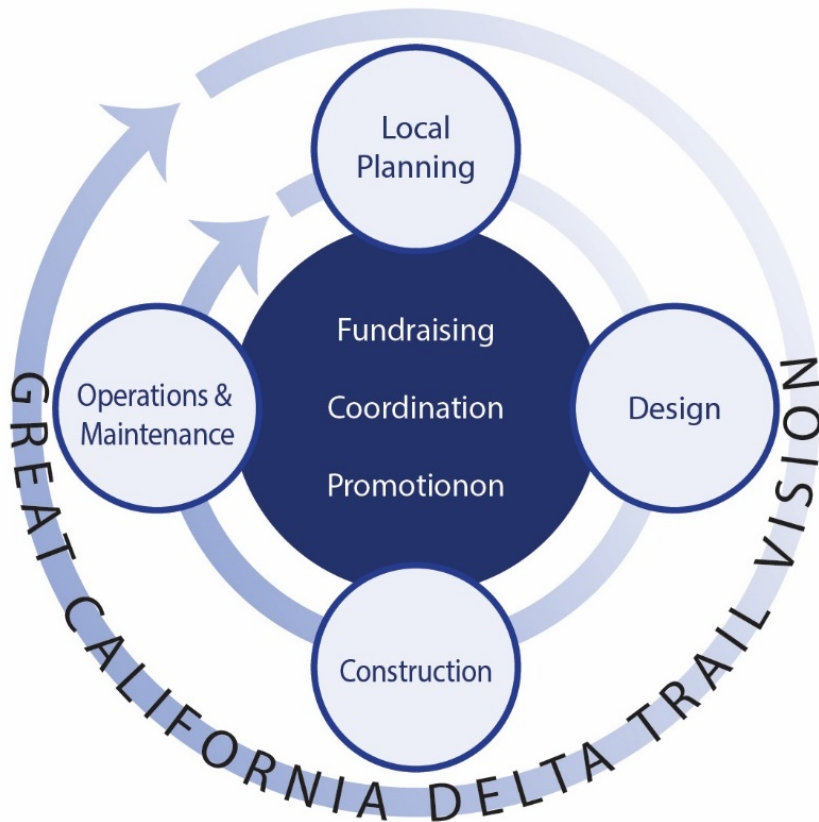 Local
Planning
Fundraising
Coordination
Promotionon
Operations &
Maintenance
Design
Construction
GREAT CALIFORNIA DELTA TRAIL VISION